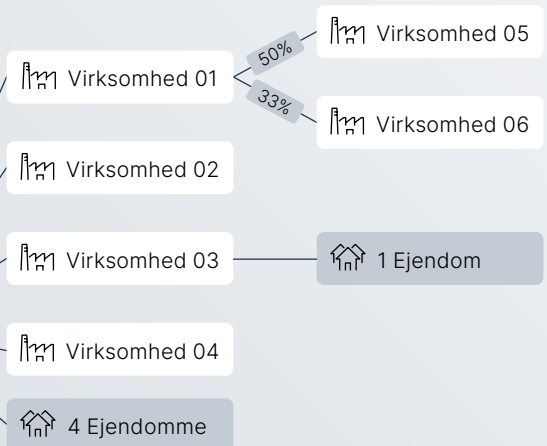 Virksomhed 05
50%
Virksomhed 01
33%
Virksomhed 06
Virksomhed 02
Virksomhed 03
1 Ejendom
Virksomhed 04
4 Ejendomme